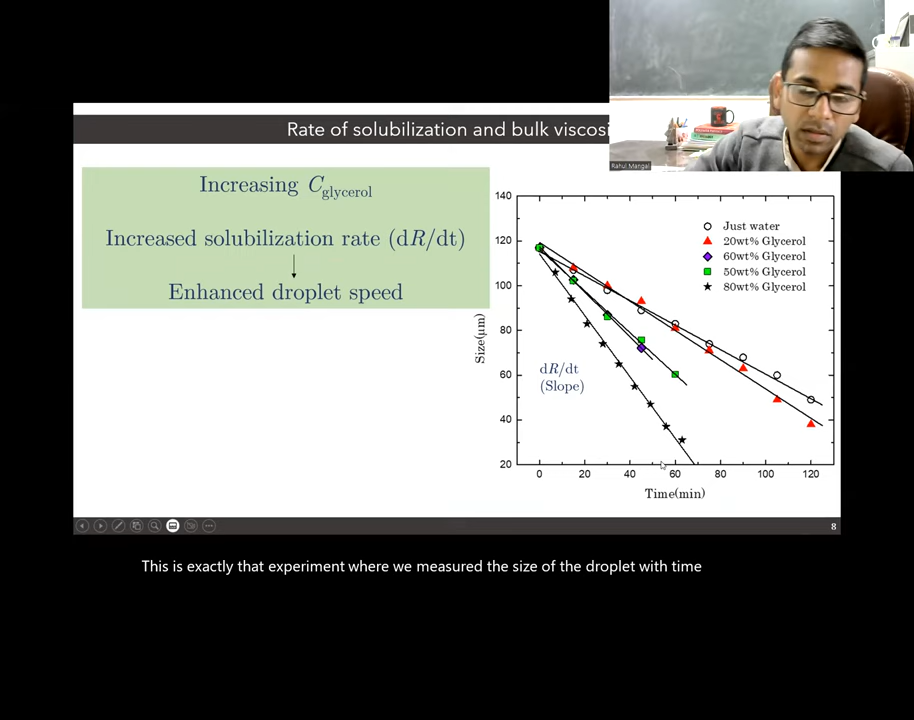 Rate of solubilization and bulk viscosi
Rahul Mangal
Increasing C_glycerol
Increased solubilization rate (dR/dt)
Enhanced droplet speed
140
120
100
80
60
40
20
Size(μm)
Just water
20wt% Glycerol
60wt% Glycerol
50wt% Glycerol
80wt% Glycerol
dR/dt
(Slope)
0 20 40 60 80 100 120
Time(min)
8
This is exactly that experiment where we measured the size of the droplet with time